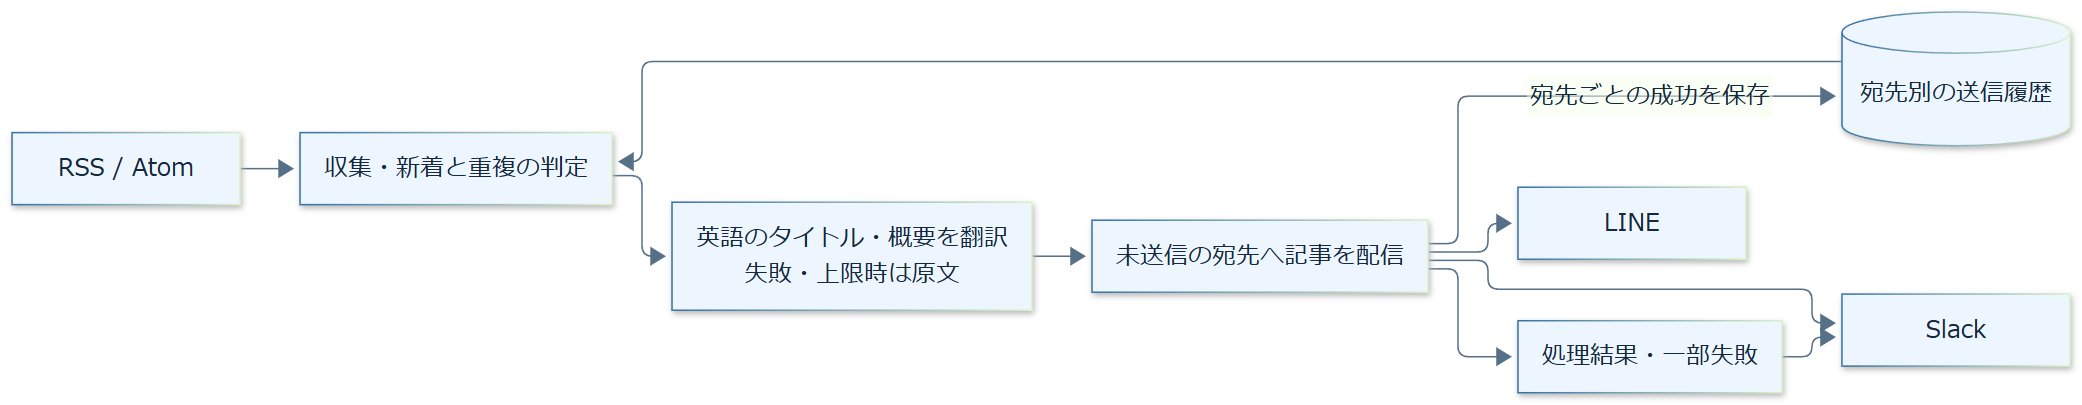 RSS / Atom
収集・新着と重複の判定
英語のタイトル・概要を翻訳
失敗・上限時は原文
未送信の宛先へ記事を配信
宛先ごとの成功を保存
宛先別の送信履歴
LINE
処理結果・一部失敗
Slack